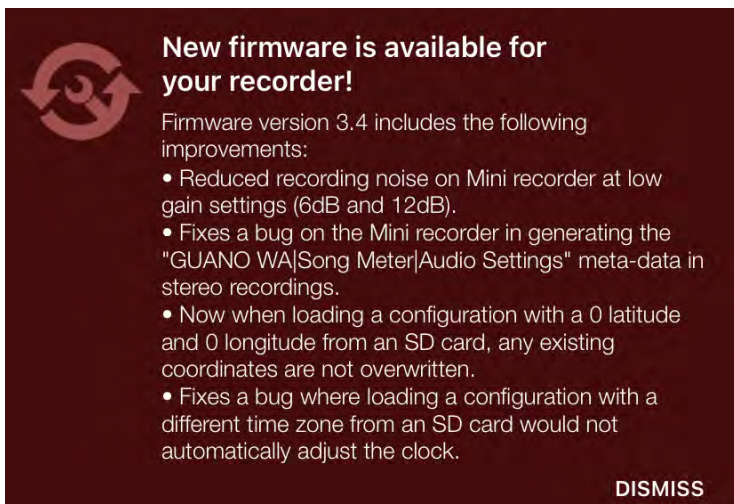 New firmware is available for
your recorder!
Firmware version 3.4 includes the following
improvements:
• Reduced recording noise on Mini recorder at low
gain settings (6dB and 12dB).
• Fixes a bug on the Mini recorder in generating the
"GUANO WA|Song Meter|Audio Settings" meta-data in
stereo recordings.
• Now when loading a configuration with a 0 latitude
and 0 longitude from an SD card, any existing
coordinates are not overwritten.
• Fixes a bug where loading a configuration with a
different time zone from an SD card would not
automatically adjust the clock.
DISMISS